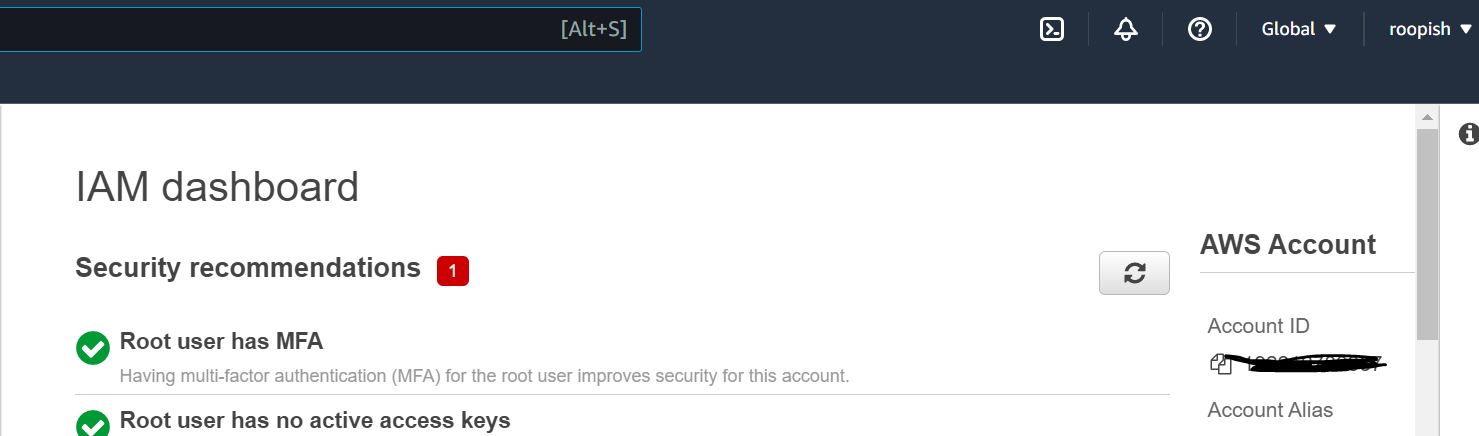 [Alt+S]
Global
roopish
IAM dashboard
Security recommendations 1
AWS Account
Root user has MFA
Having multi-factor authentication (MFA) for the root user improves security for this account.
Account ID
Root user has no active access keys
Account Alias